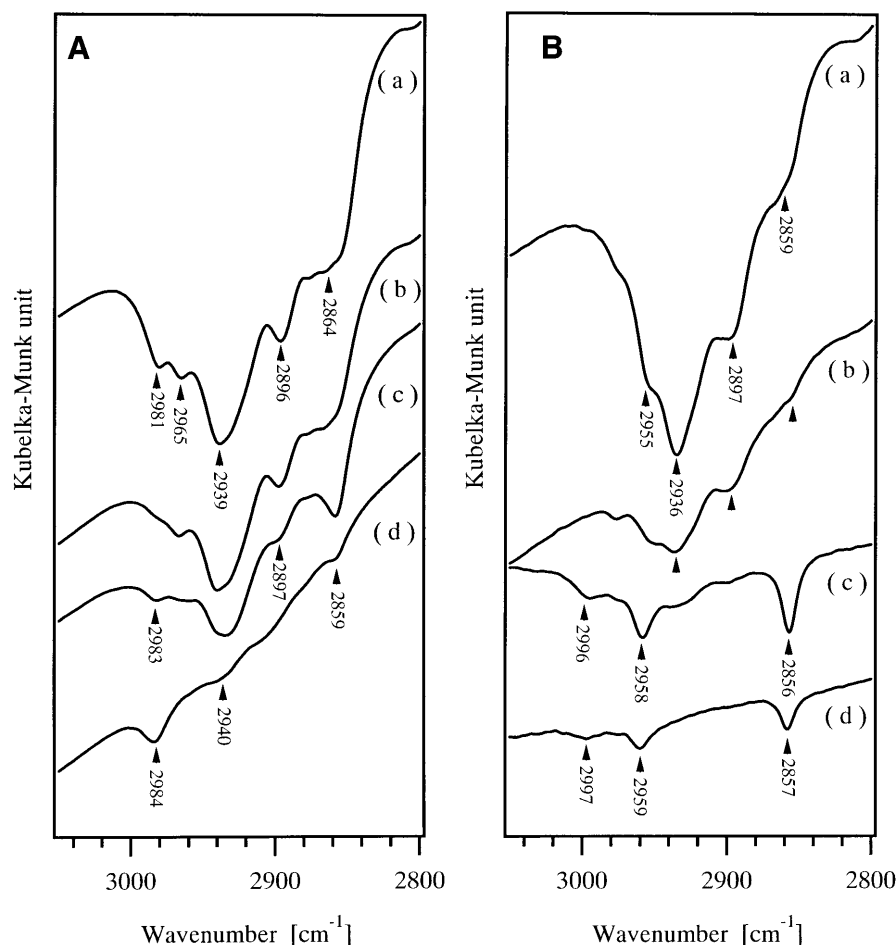 A
(a)
(b)
(c)
(d)
2981
2965
2939
2896
2864
2983
2897
2859
2984
2940
Kubelka-Munk unit
3000
2900
2800
Wavenumber [cm-1]
B
(a)
(b)
(c)
(d)
2955
2936
2897
2859
2996
2958
2856
2997
2959
2857
Kubelka-Munk unit
3000
2900
2800
Wavenumber [cm-1]